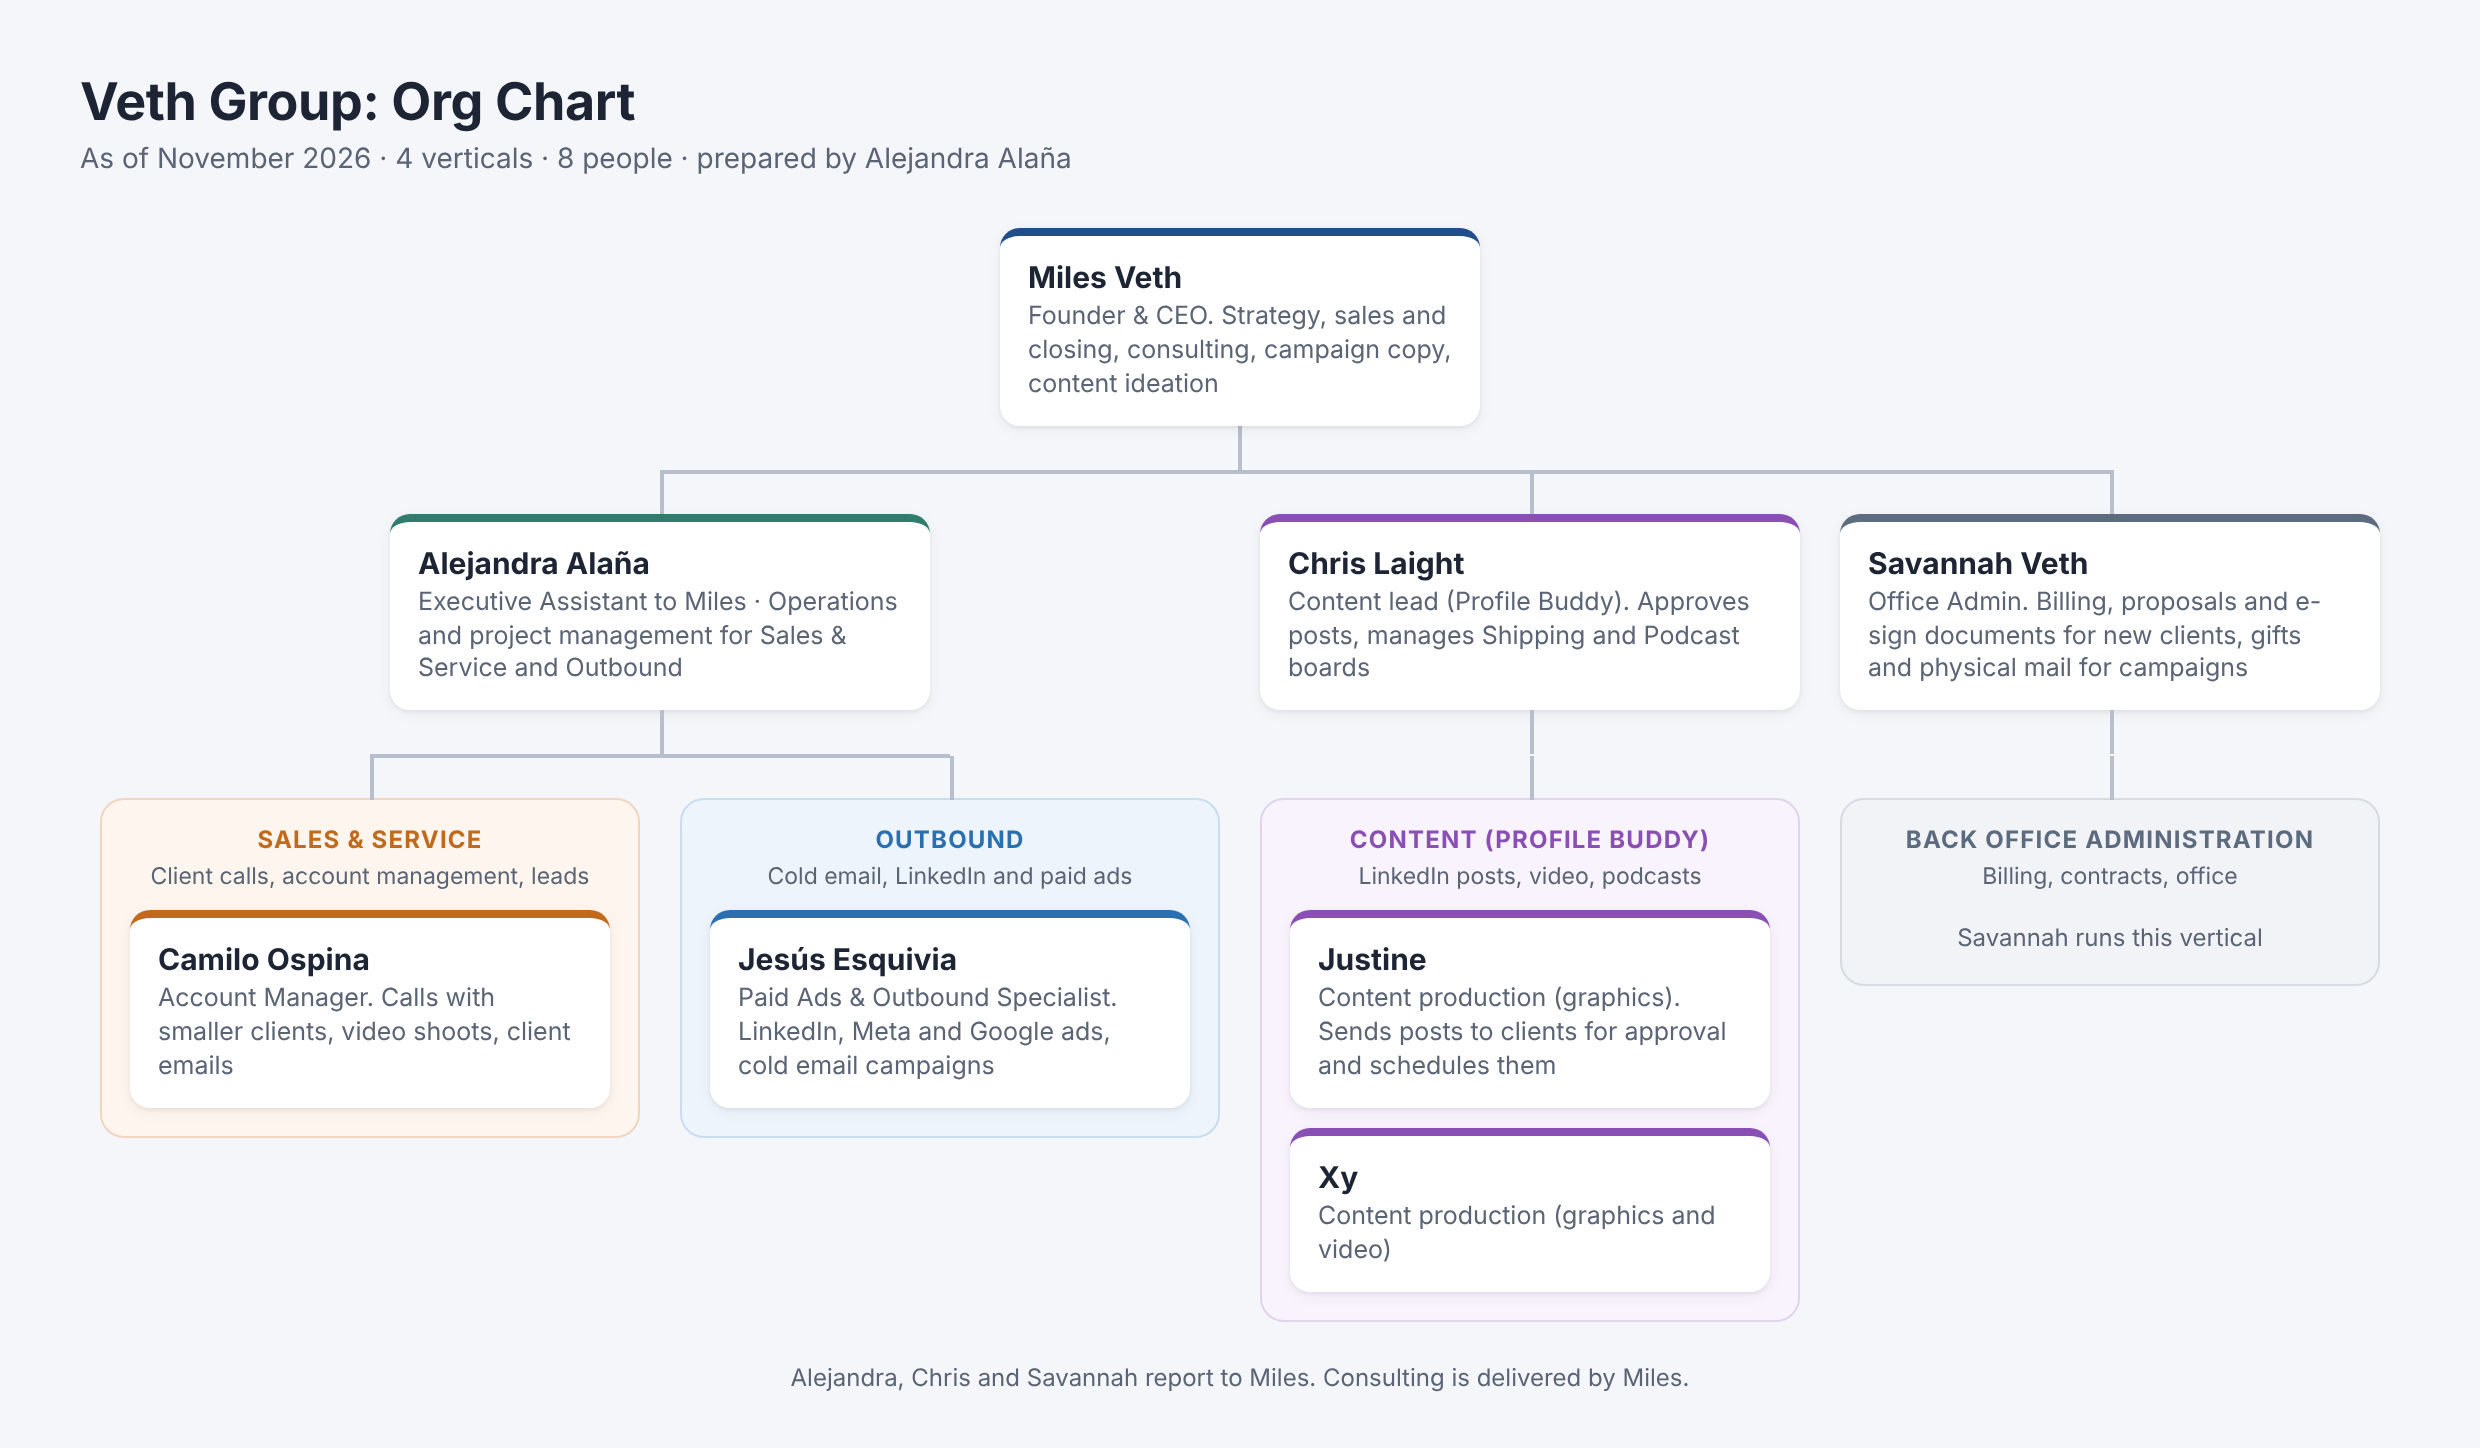 Veth Group: Org Chart
As of November 2026 · 4 verticals · 8 people · prepared by Alejandra Alaña
Miles Veth
Founder & CEO. Strategy, sales and
closing, consulting, campaign copy,
content ideation
Alejandra Alaña
Executive Assistant to Miles · Operations
and project management for Sales &
Service and Outbound
Chris Laight
Content lead (Profile Buddy). Approves
posts, manages Shipping and Podcast
boards
Savannah Veth
Office Admin. Billing, proposals and e-
sign documents for new clients, gifts
and physical mail for campaigns
SALES & SERVICE
Client calls, account management, leads
Camilo Ospina
Account Manager. Calls with
smaller clients, video shoots, client
emails
OUTBOUND
Cold email, LinkedIn and paid ads
Jesús Esquivia
Paid Ads & Outbound Specialist.
LinkedIn, Meta and Google ads,
cold email campaigns
CONTENT (PROFILE BUDDY)
LinkedIn posts, video, podcasts
Justine
Content production (graphics).
Sends posts to clients for approval
and schedules them
Xy
Content production (graphics and
video)
BACK OFFICE ADMINISTRATION
Billing, contracts, office
Savannah runs this vertical
Alejandra, Chris and Savannah report to Miles. Consulting is delivered by Miles.